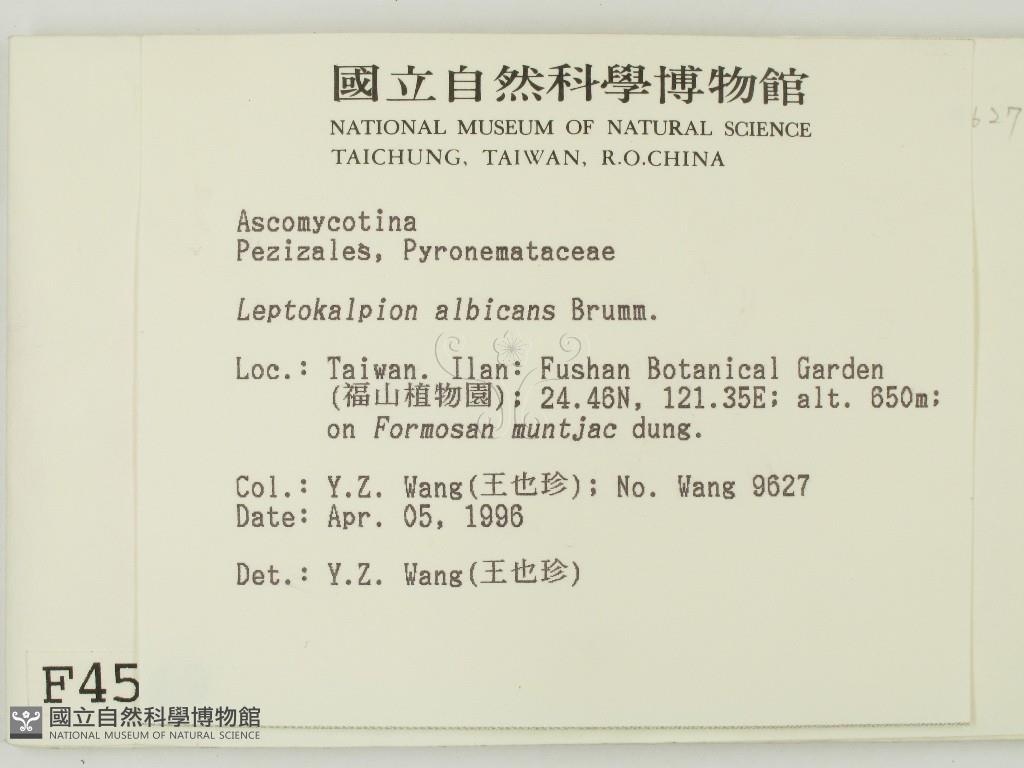 國立自然科學博物館
NATIONAL MUSEUM OF NATURAL SCIENCE
TAICHUNG, TAIWAN, R.O.CHINA
627
Ascomycotina
Pezizales, Pyronemataceae
Leptokalpion albicans Brumm.
Loc.: Taiwan. Ilan: Fushan Botanical Garden
(福山植物園); 24.46N, 121.35E; alt. 650m;
on Formosan muntjac dung.
Col.: Y.Z. Wang(王也珍); No. Wang 9627
Date: Apr. 05, 1996
Det.: Y.Z. Wang(王也珍)
F45
國立自然科學博物館
NATIONAL MUSEUM OF NATURAL SCIENCE